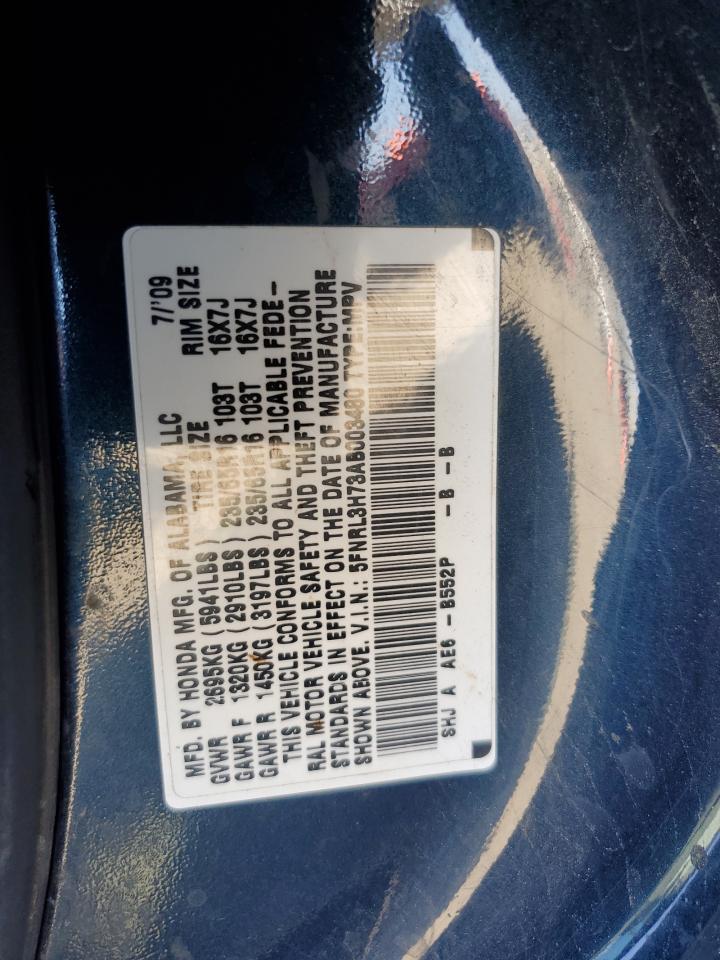 MFD. BY HONDA MFG. OF ALABAMA, LLC 7/'09
GVWR 2695KG (5941LBS) TIRE SIZE RIM SIZE
GAWR F 1320KG (2910LBS) 235/65R16 103T 16X7J
GAWR R 1450KG (3197LBS) 235/65R16 103T 16X7J
THIS VEHICLE CONFORMS TO ALL APPLICABLE FEDE-
RAL MOTOR VEHICLE SAFETY AND THEFT PREVENTION
STANDARDS IN EFFECT ON THE DATE OF MANUFACTURE
SHOWN ABOVE. V.I.N.: 5FNRL3H73AB003480 TYPE:MPV
SHJ A AE6 - B552P - B - B